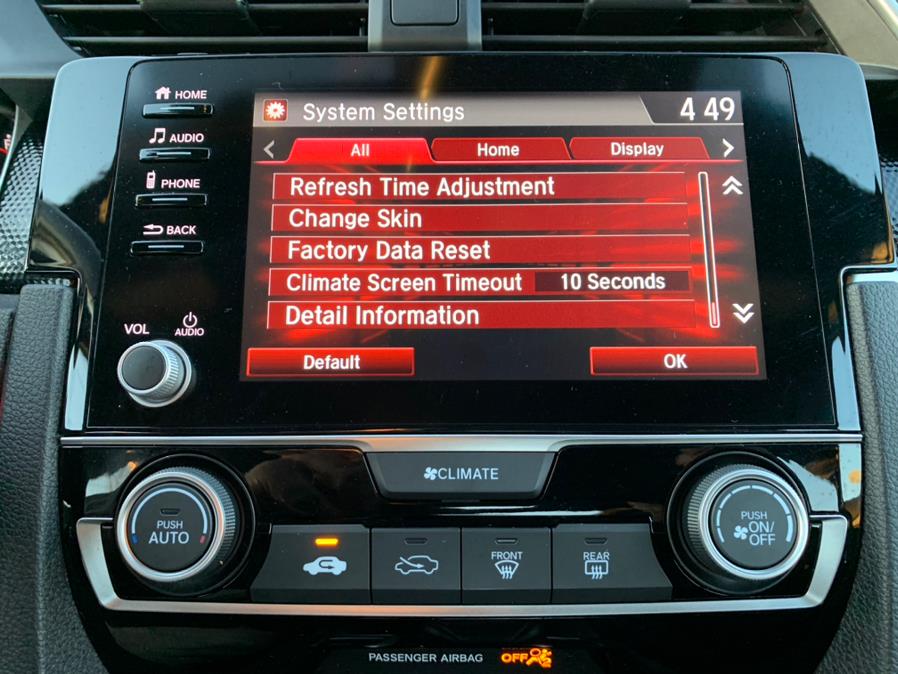 HOME
AUDIO
PHONE
BACK
VOL
AUDIO
System Settings
4 49
All Home Display
Refresh Time Adjustment
Change Skin
Factory Data Reset
Climate Screen Timeout 10 Seconds
Detail Information
Default OK
CLIMATE
PUSH
AUTO
FRONT
REAR
PUSH
ON/
OFF
PASSENGER AIRBAG OFF